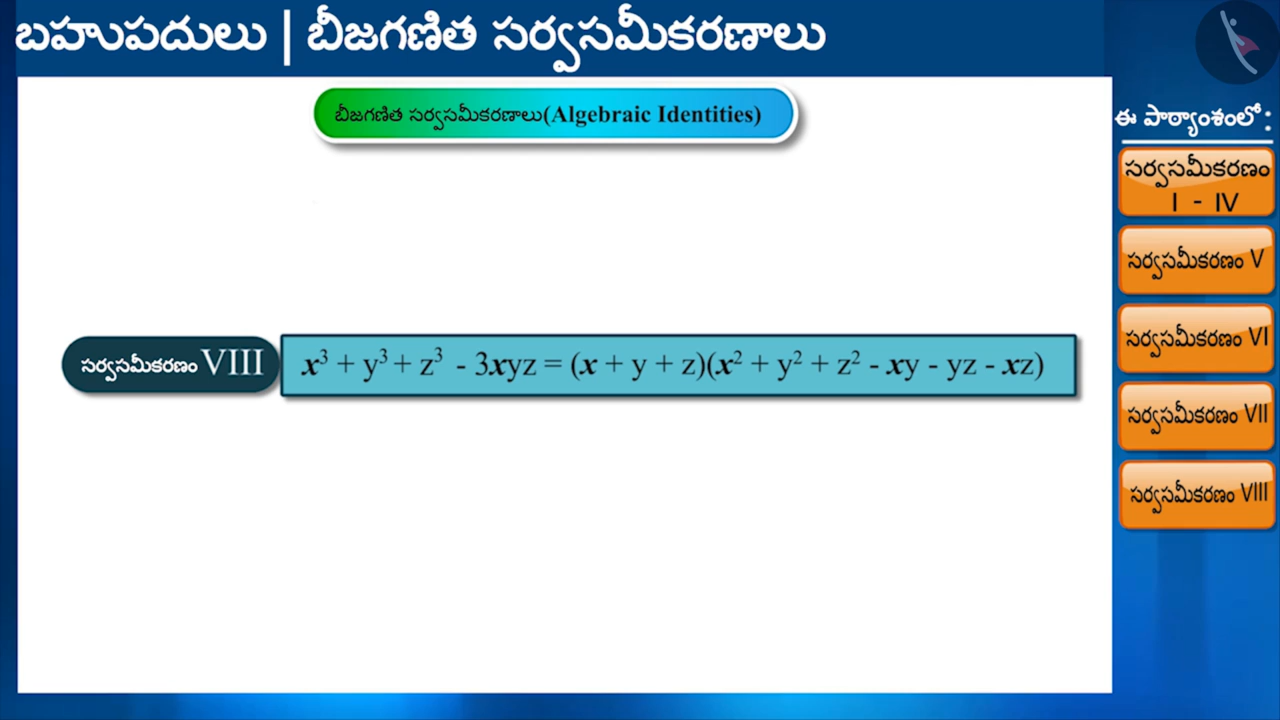 బహుపదులు | బీజగణిత సర్వసమీకరణాలు
బీజగణిత సర్వసమీకరణాలు(Algebraic Identities)
సర్వసమీకరణం VIII
x³ + y³ + z³ - 3xyz = (x + y + z)(x² + y² + z² - xy - yz - xz)
ఈ పాఠ్యాంశంలో :
సర్వసమీకరణం
I - IV
సర్వసమీకరణం V
సర్వసమీకరణం VI
సర్వసమీకరణం VII
సర్వసమీకరణం VIII